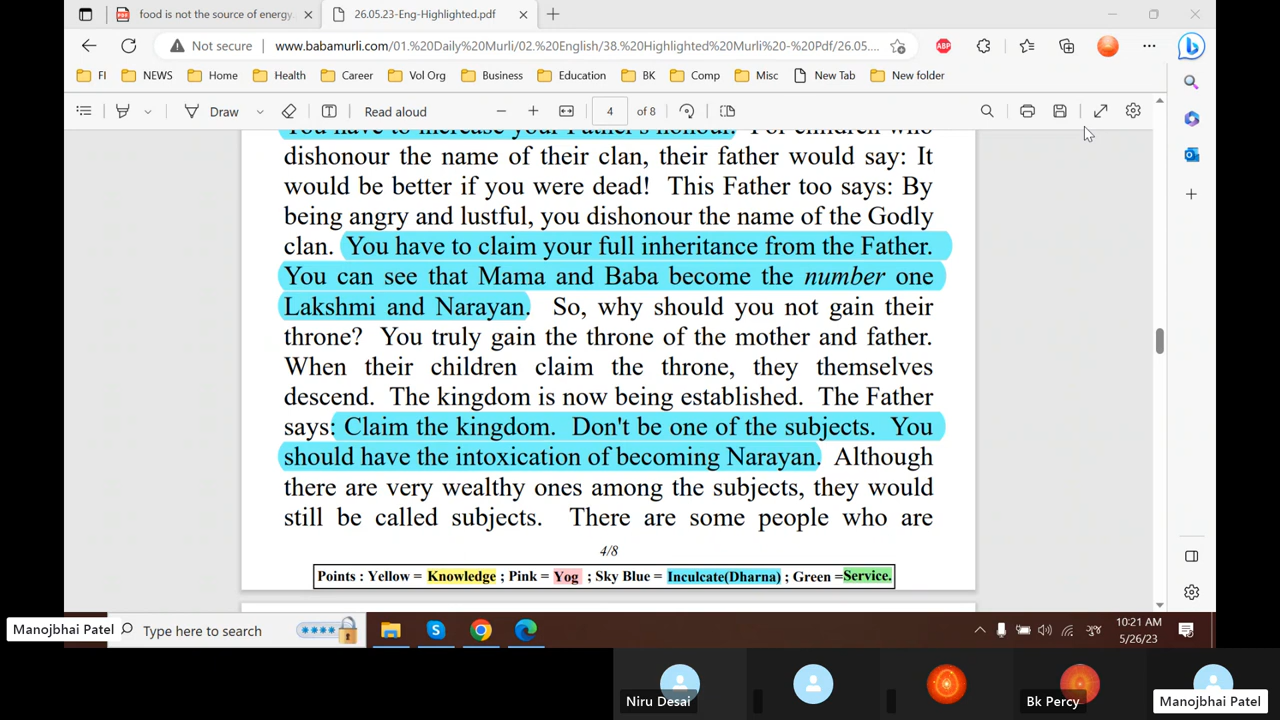 food is not the source of energy.
26.05.23-Eng-Highlighted.pdf
Not secure
www.babamurli.com/01.%20Daily%20Murli/02.%20English/38.%20Highlighted%20Murli%20-%20Pdf/26.05....
ABP
FI NEWS Home Health Career Vol Org Business Education BK Comp Misc New Tab New folder
Draw Read aloud 4 of 8
You have to increase your Father's honour. For children who
dishonour the name of their clan, their father would say: It
would be better if you were dead! This Father too says: By
being angry and lustful, you dishonour the name of the Godly
clan. You have to claim your full inheritance from the Father.
You can see that Mama and Baba become the number one
Lakshmi and Narayan. So, why should you not gain their
throne? You truly gain the throne of the mother and father.
When their children claim the throne, they themselves
descend. The kingdom is now being established. The Father
says: Claim the kingdom. Don't be one of the subjects. You
should have the intoxication of becoming Narayan. Although
there are very wealthy ones among the subjects, they would
still be called subjects. There are some people who are
4/8
Points : Yellow = Knowledge ; Pink = Yog ; Sky Blue = Inculcate(Dharna) ; Green =Service.
Manojbhai Patel
Type here to search
10:21 AM
5/26/23
Niru Desai
Bk Percy
Manojbhai Patel